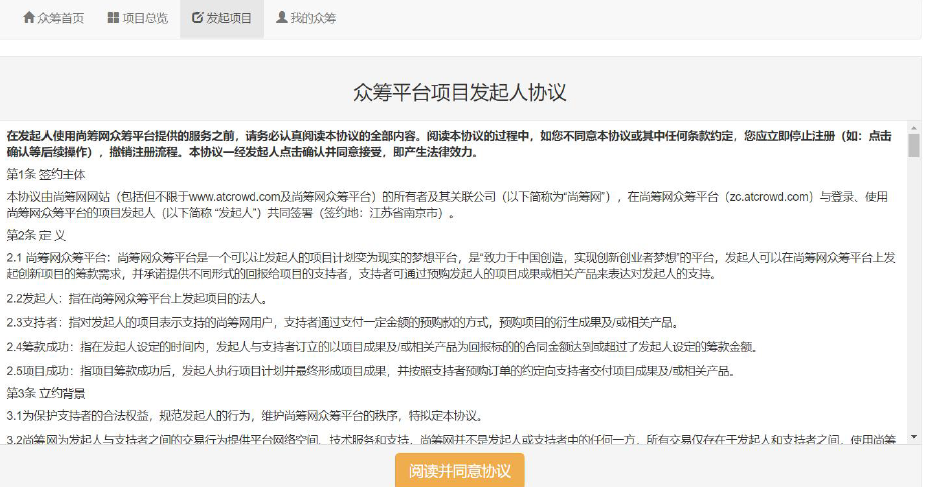 众筹首页 项目总览 发起项目 我的众筹
众筹平台项目发起人协议
在发起人使用尚筹网众筹平台提供的服务之前，请务必认真阅读本协议的全部内容。阅读本协议的过程中，如您不同意本协议或其中任何条款约定，您应立即停止注册（如：点击
确认等后续操作），撤销注册流程。本协议一经发起人点击确认并同意接受，即产生法律效力。
第1条 签约主体
本协议由尚筹网网站（包括但不限于www.atcrowd.com及尚筹网众筹平台）的所有者及其关联公司（以下简称为“尚筹网”），在尚筹网众筹平台（zc.atcrowd.com）与登录、使用
尚筹网众筹平台的项目发起人（以下简称 “发起人”）共同签署（签约地：江苏省南京市）。
第2条 定 义
2.1 尚筹网众筹平台：尚筹网众筹平台是一个可以让发起人的项目计划变为现实的梦想平台，是“致力于中国创造，实现创新创业者梦想”的平台，发起人可以在尚筹网众筹平台上发
起创新项目的筹款需求，并承诺提供不同形式的回报给项目的支持者，支持者可通过预购发起人的项目成果或相关产品来表达对发起人的支持。
2.2发起人：指在尚筹网众筹平台上发起项目的法人。
2.3支持者：指对发起人的项目表示支持的尚筹网用户，支持者通过支付一定金额的预购款的方式，预购项目的衍生成果及/或相关产品。
2.4筹款成功：指在发起人设定的时间内，发起人与支持者订立的以项目成果及/或相关产品为回报标的的合同金额达到或超过了发起人设定的筹款金额。
2.5项目成功：指项目筹款成功后，发起人执行项目计划并最终形成项目成果，并按照支持者预购订单的约定向支持者交付项目成果及/或相关产品。
第3条 立约背景
3.1为保护支持者的合法权益，规范发起人的行为，维护尚筹网众筹平台的秩序，特拟定本协议。
3.2尚筹网为发起人与支持者之间的交易行为提供平台网络空间、技术服务和支持，尚筹网并不是发起人或支持者中的任何一方，所有交易仅存在于发起人和支持者之间，使用尚筹
阅读并同意协议